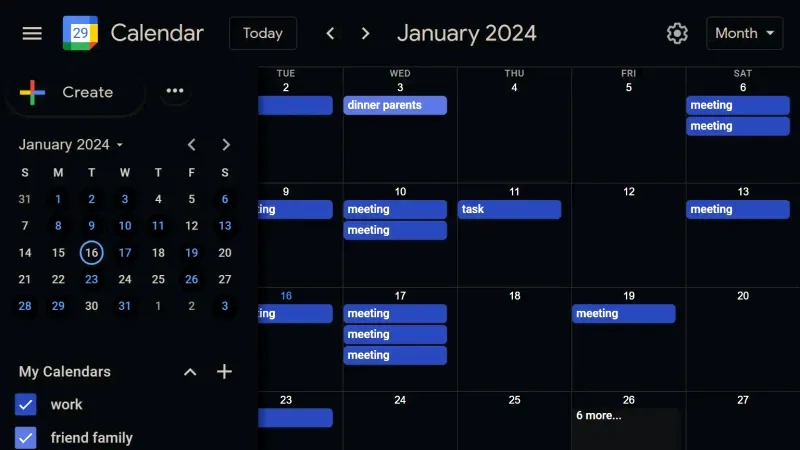 29 Calendar Today January 2024 Month
Create
January 2024
S M T W T F S
31 1 2 3 4 5 6
7 8 9 10 11 12 13
14 15 16 17 18 19 20
21 22 23 24 25 26 27
28 29 30 31 1 2 3
My Calendars
work
friend family
TUE WED THU FRI SAT
2 3 4 5 6
dinner parents meeting
meeting
9 10 11 12 13
ing meeting task meeting
meeting
16 17 18 19 20
ing meeting meeting
meeting
meeting
23 24 25 26 27
6 more...